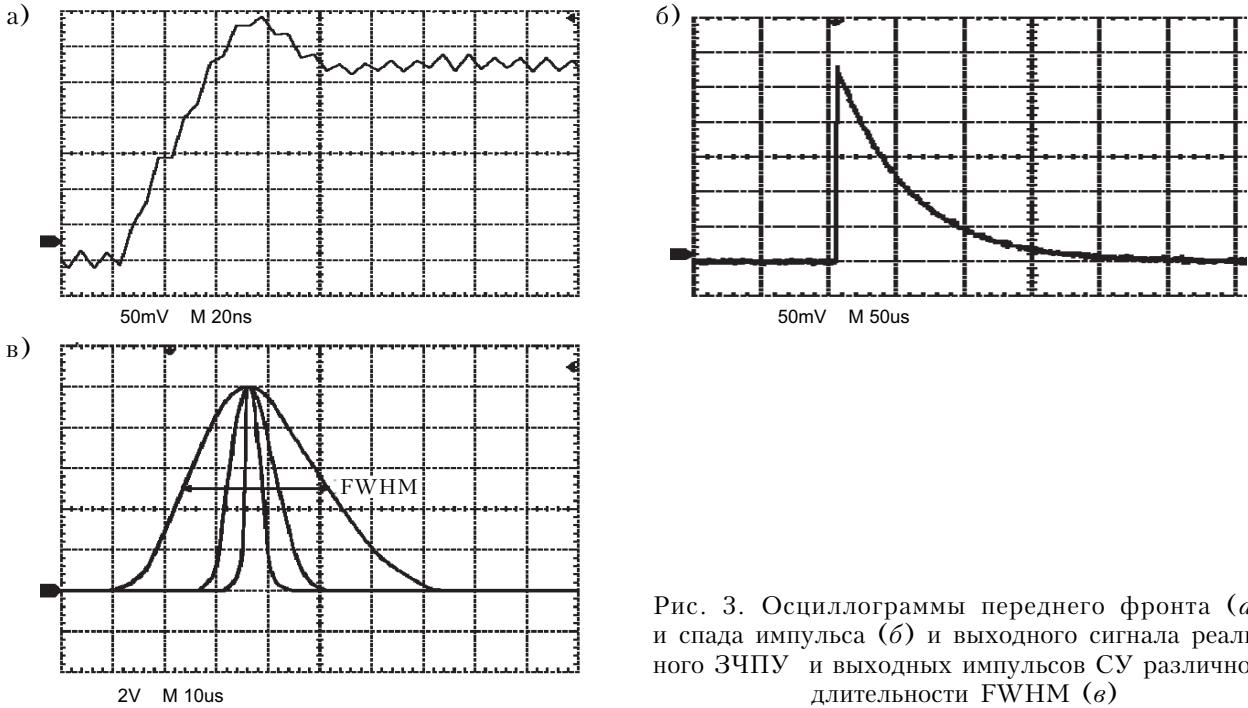 а)
50mV M 20ns
б)
50mV M 50us
в)
FWHM
2V M 10us
Рис. 3. Осциллограммы переднего фронта (а
и спада импульса (б) и выходного сигнала реаль
ного ЗЧПУ и выходных импульсов СУ различно
длительности FWHM (в)